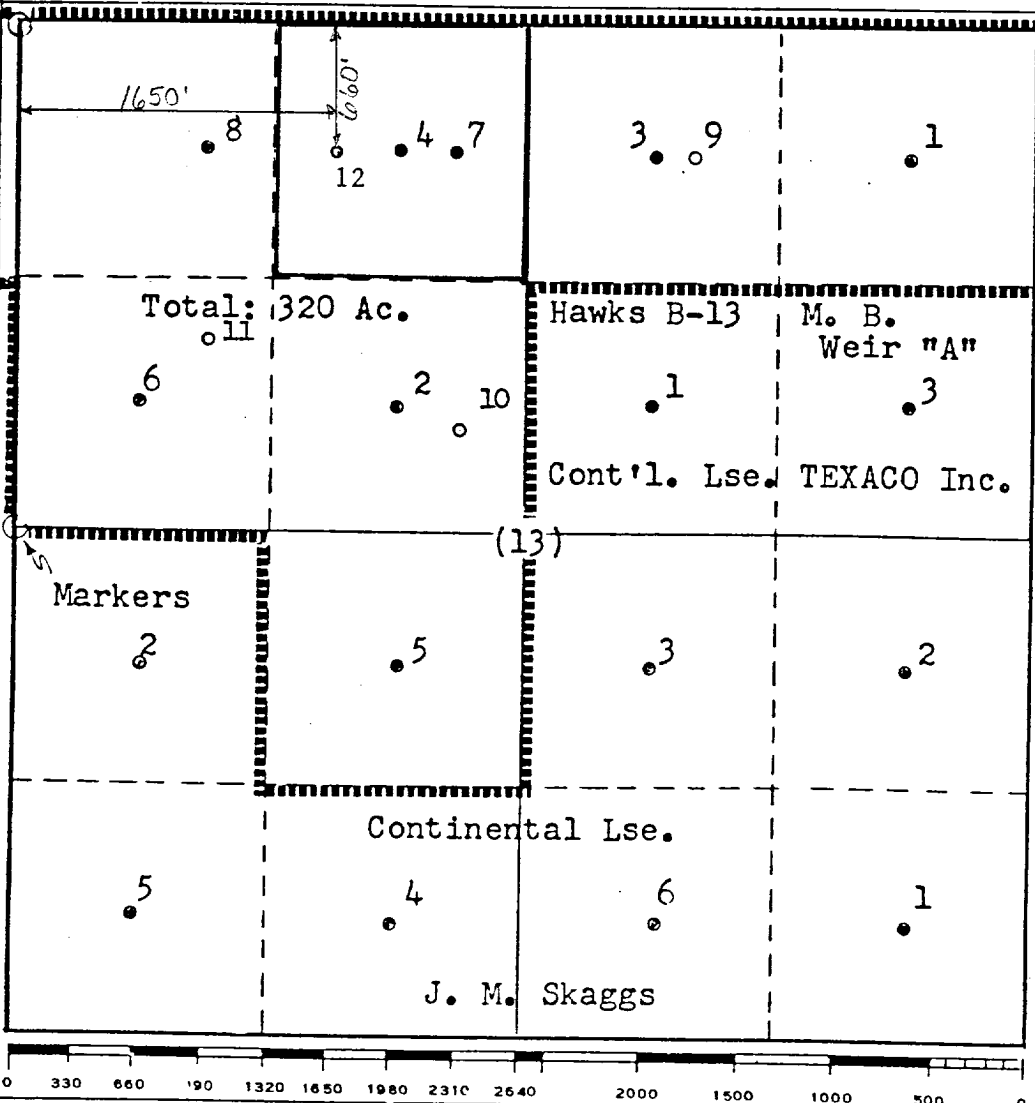 1650'
660'
8
4
7
3
9
1
12
Total: 320 Ac.
11
Hawks B-13
M. B.
Weir "A"
6
2
10
1
3
Cont'l. Lse.
TEXACO Inc.
(13)
Markers
2
5
3
2
Continental Lse.
5
4
6
1
J. M. Skaggs
0 330 660 190 1320 1650 1980 2310 2640 2000 1500 1000 500 0